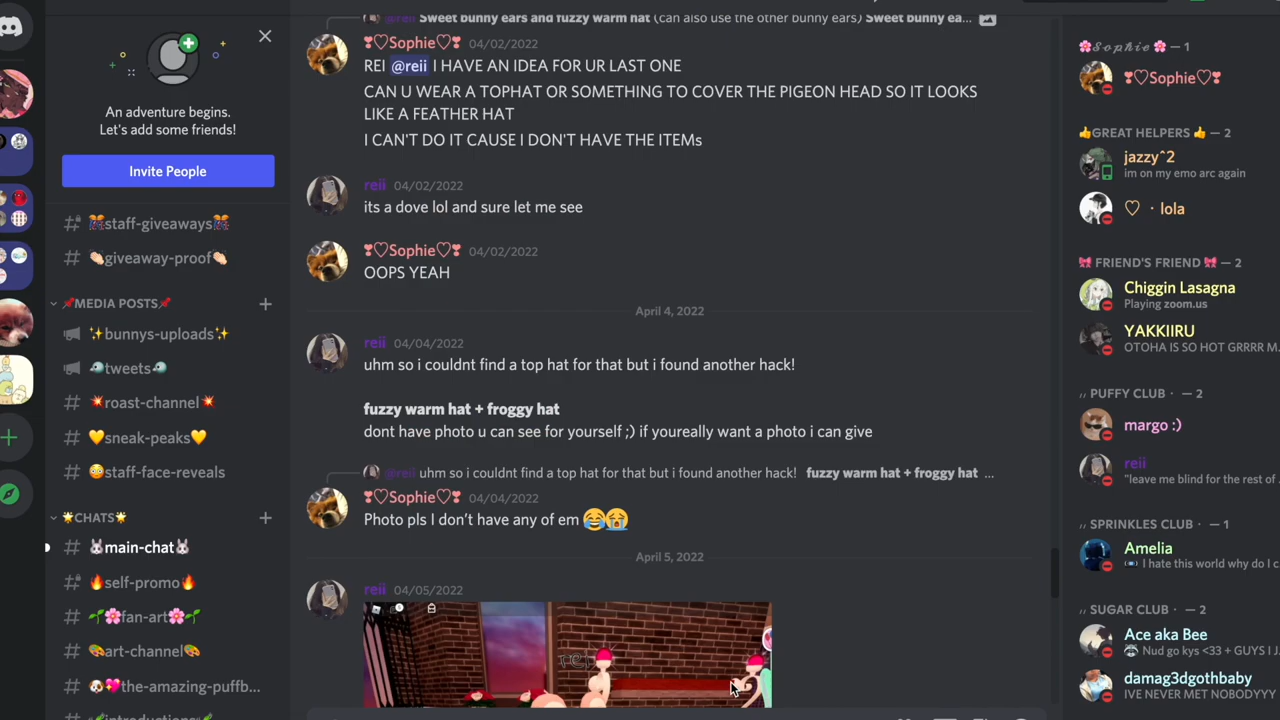 An adventure begins.
Let's add some friends!
Invite People
staff-giveaways
giveaway-proof
MEDIA POSTS
bunnys-uploads
tweets
roast-channel
sneak-peaks
staff-face-reveals
CHATS
main-chat
self-promo
fan-art
art-channel
the-amazing-puffb...
@reii Sweet bunny ears and fuzzy warm hat (can also use the other bunny ears) Sweet bunny ea...
Sophie 04/02/2022
REI @reii I HAVE AN IDEA FOR UR LAST ONE
CAN U WEAR A TOPHAT OR SOMETHING TO COVER THE PIGEON HEAD SO IT LOOKS
LIKE A FEATHER HAT
I CAN'T DO IT CAUSE I DON'T HAVE THE ITEMs
reii 04/02/2022
its a dove lol and sure let me see
Sophie 04/02/2022
OOPS YEAH
April 4, 2022
reii 04/04/2022
uhm so i couldnt find a top hat for that but i found another hack!
fuzzy warm hat + froggy hat
dont have photo u can see for yourself ;) if youreally want a photo i can give
@reii uhm so i couldnt find a top hat for that but i found another hack! fuzzy warm hat + froggy hat ...
Sophie 04/04/2022
Photo pls I don't have any of em 😂😭
April 5, 2022
reii 04/05/2022
🌸𝓢𝓸𝓹𝓱𝓲𝓮🌸 — 1
Sophie
👍GREAT HELPERS👍 — 2
jazzy^2
im on my emo arc again
♡ · lola
🎀 FRIEND'S FRIEND 🎀 — 2
Chiggin Lasagna
Playing zoom.us
YAKKIIRU
OTOHA IS SO HOT GRRRR M...
,, PUFFY CLUB · — 2
margo :)
reii
"leave me blind for the rest of ...
,, SPRINKLES CLUB · — 1
Amelia
I hate this world why do I c...
,, SUGAR CLUB · — 2
Ace aka Bee
Nud go kys <33 + GUYS I J...
damag3dgothbaby
IVE NEVER MET NOBODYYY